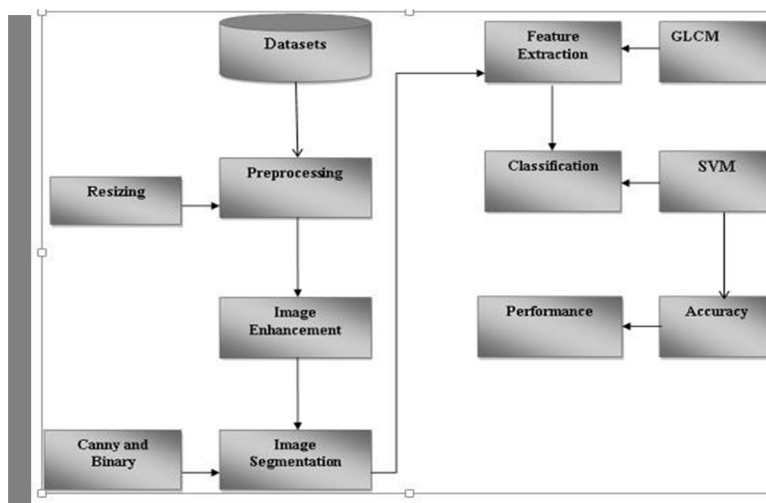 Datasets
Preprocessing
Resizing
Image
Enhancement
Canny and
Binary
Image
Segmentation
Feature
Extraction
GLCM
Classification
SVM
Performance
Accuracy